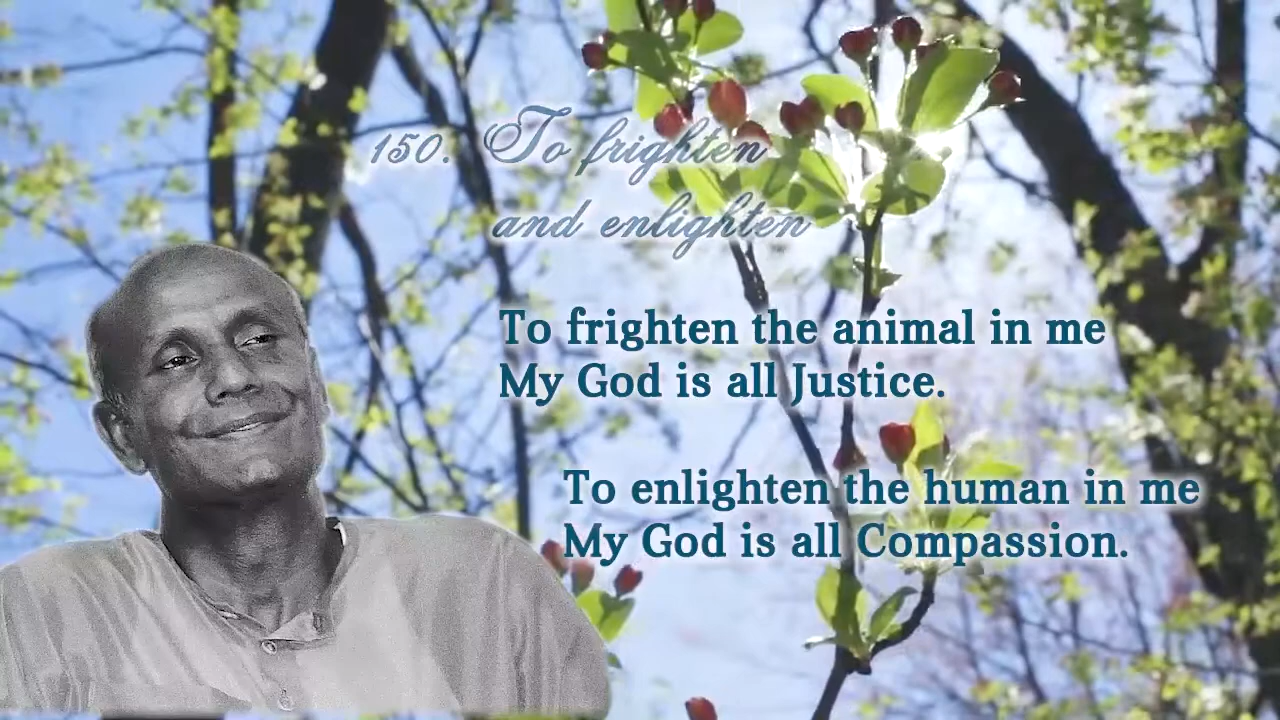 150. To frighten
and enlighten
To frighten the animal in me
My God is all Justice.
To enlighten the human in me
My God is all Compassion.